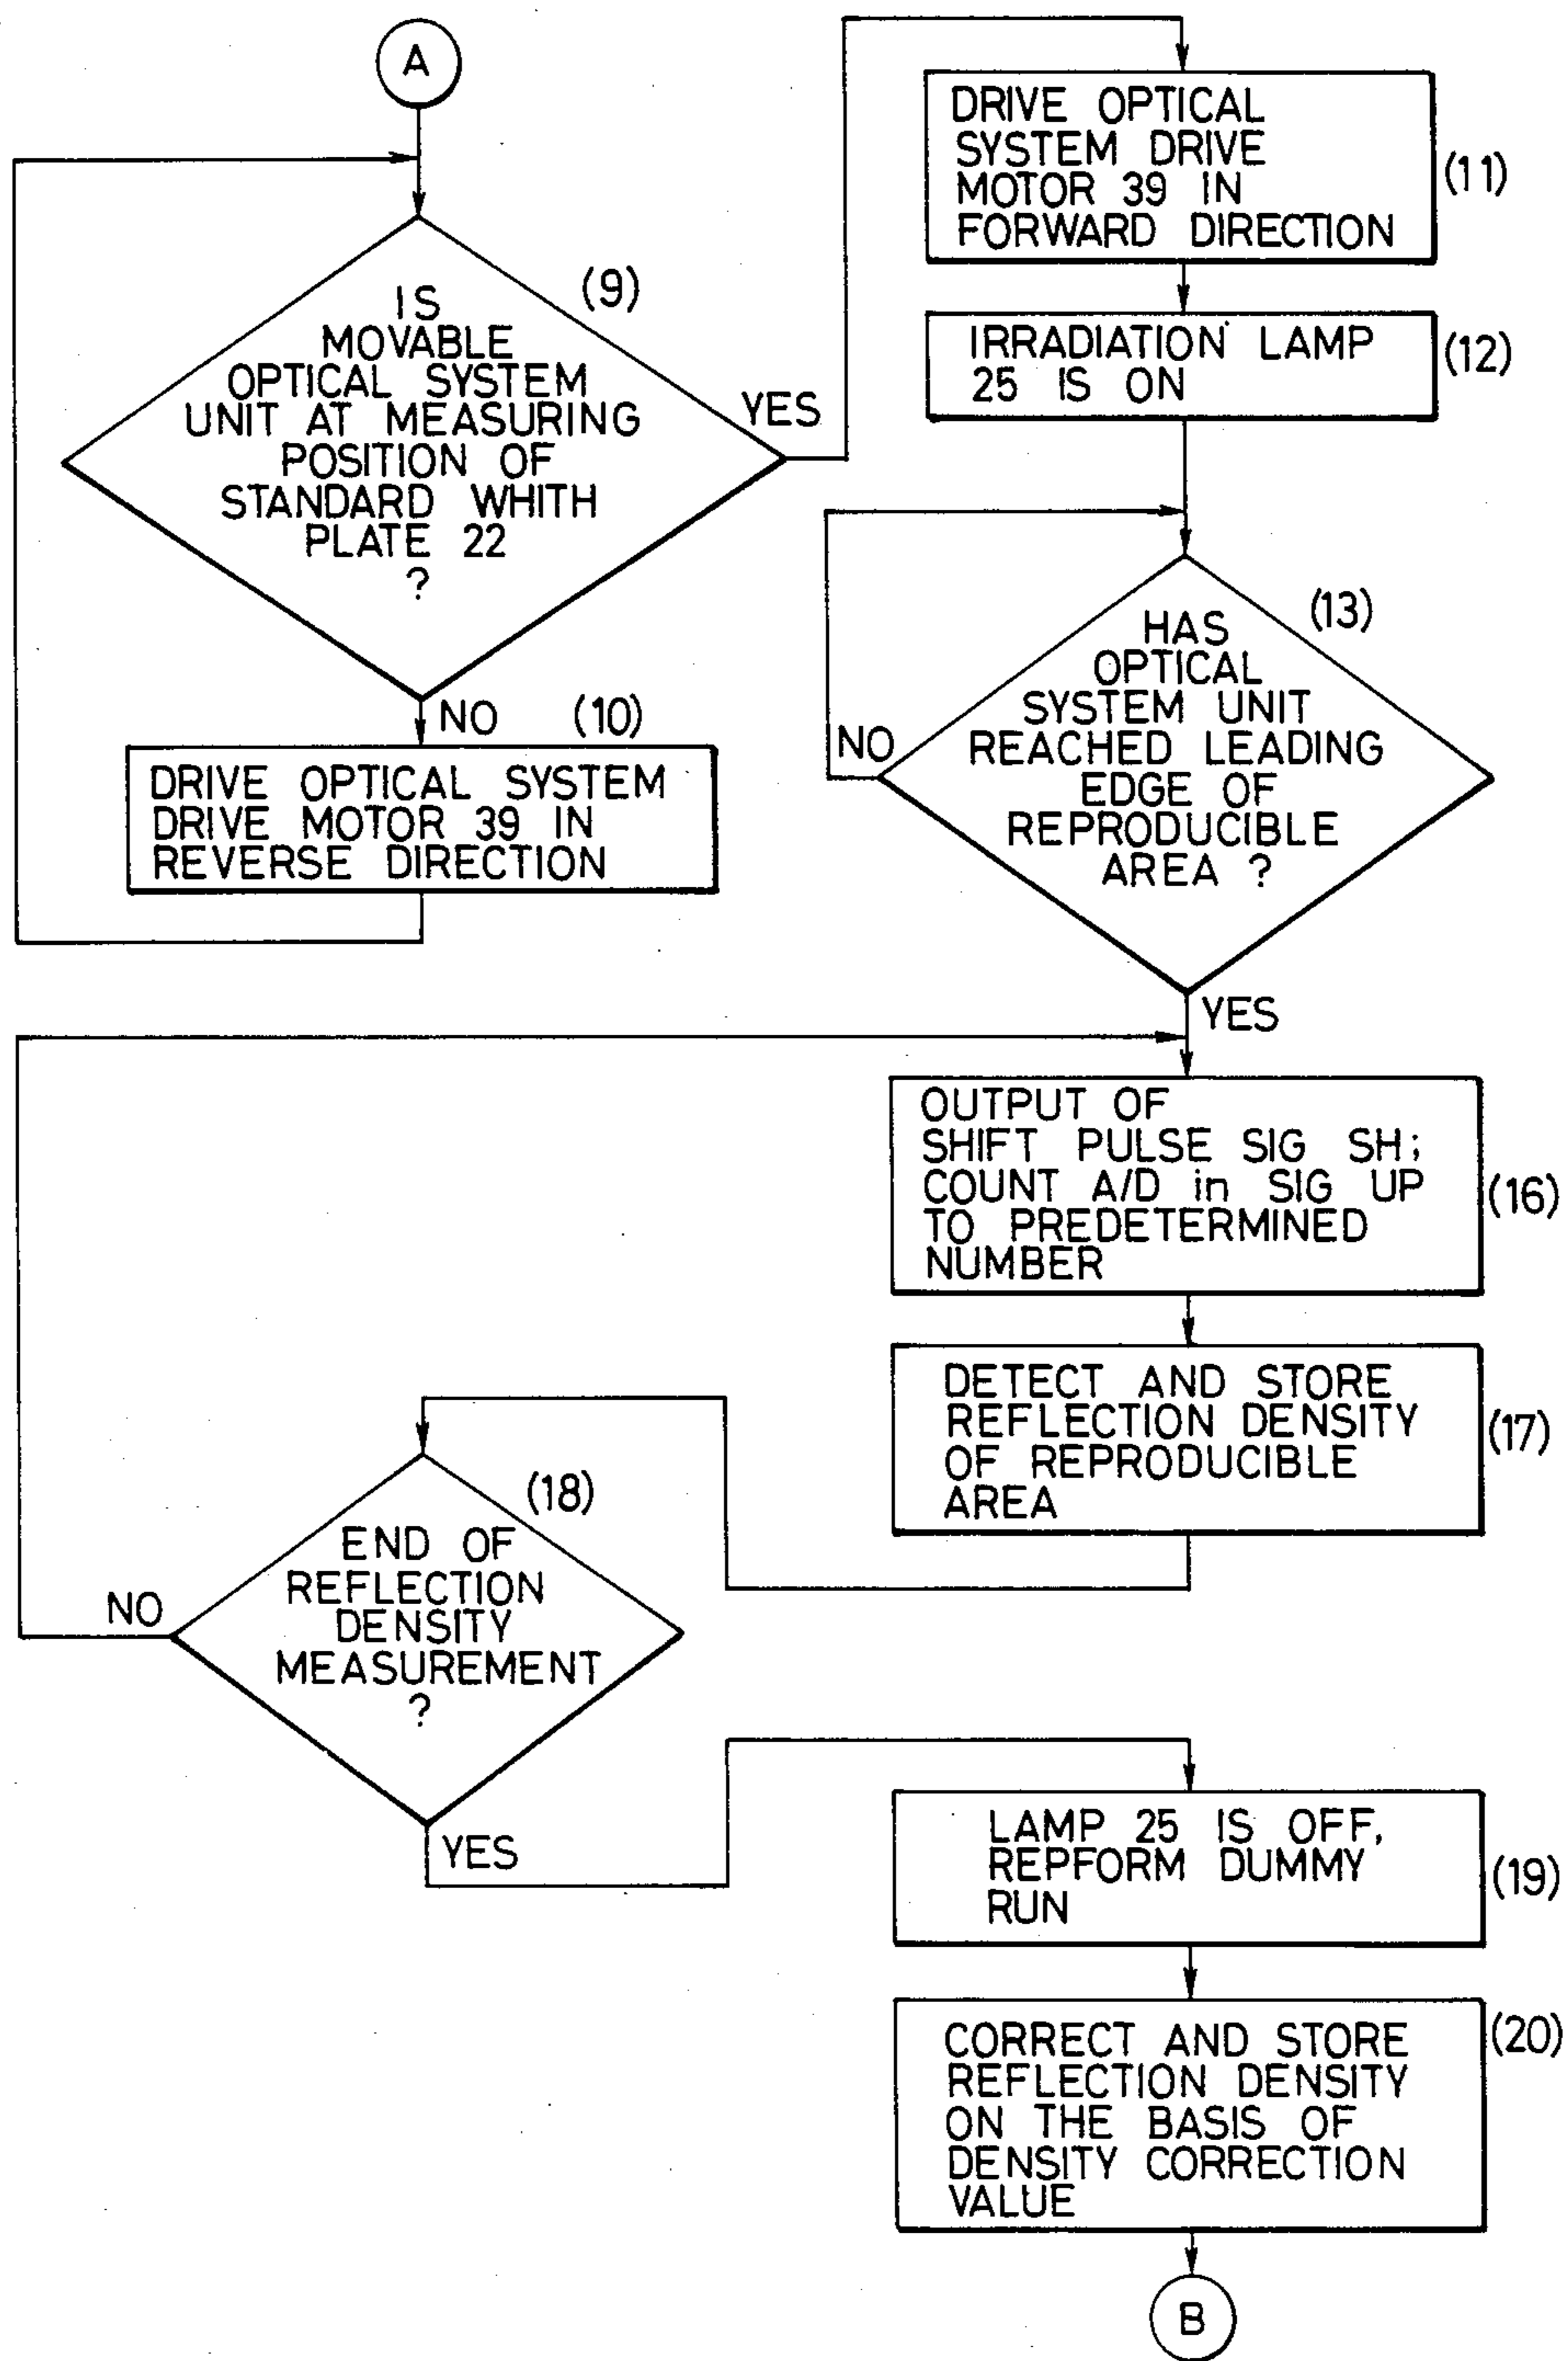 A
(9)
IS
MOVABLE
OPTICAL SYSTEM
UNIT AT MEASURING
POSITION OF
STANDARD WHITH
PLATE 22
?
YES
NO
(10)
DRIVE OPTICAL SYSTEM
DRIVE MOTOR 39 IN
REVERSE DIRECTION
DRIVE OPTICAL
SYSTEM DRIVE
MOTOR 39 IN
FORWARD DIRECTION
(11)
IRRADIATION LAMP
25 IS ON
(12)
(13)
HAS
OPTICAL
SYSTEM UNIT
REACHED LEADING
EDGE OF
REPRODUCIBLE
AREA ?
NO
YES
OUTPUT OF
SHIFT PULSE SIG SH;
COUNT A/D in SIG UP
TO PREDETERMINED
NUMBER
(16)
DETECT AND STORE
REFLECTION DENSITY
OF REPRODUCIBLE
AREA
(17)
(18)
END OF
REFLECTION
DENSITY
MEASUREMENT
?
NO
YES
LAMP 25 IS OFF,
REPFORM DUMMY
RUN
(19)
CORRECT AND STORE
REFLECTION DENSITY
ON THE BASIS OF
DENSITY CORRECTION
VALUE
(20)
B